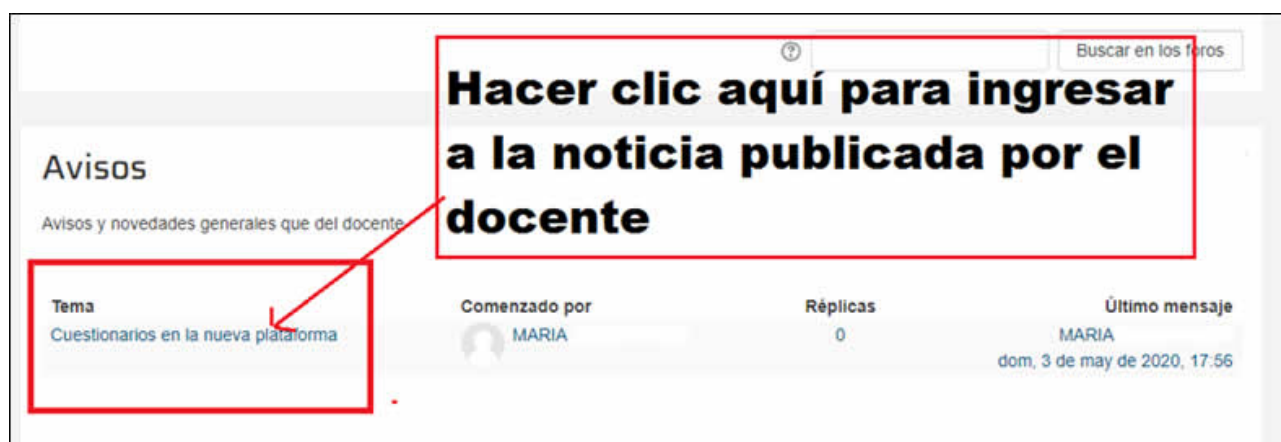 Buscar en los foros
Hacer clic aquí para ingresar
a la noticia publicada por el
docente
Avisos
Avisos y novedades generales que del docente
Tema Comenzado por Réplicas Último mensaje
Cuestionarios en la nueva plataforma MARIA 0 MARIA
dom, 3 de may de 2020, 17:56